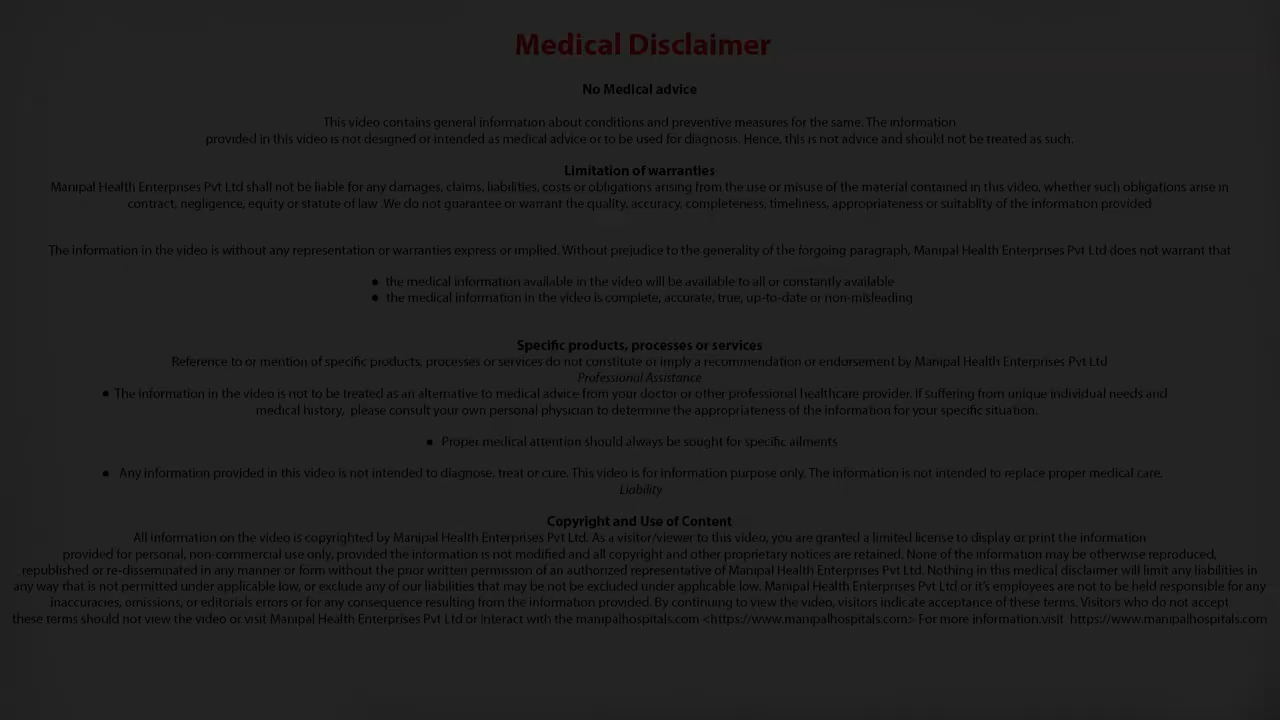 Medical Disclaimer
No Medical advice
This video contains general information about conditions and preventive measures for the same. The information
provided in this video is not designed or intended as medical advice or to be used for diagnosis. Hence, this is not advice and should not be treated as such.
Limitation of warranties
Manipal Health Enterprises Pvt Ltd shall not be liable for any damages, claims, liabilities, costs or obligations arising from the use or misuse of the material contained in this video, whether such obligations arise in
contract, negligence, equity or statute of law .We do not guarantee or warrant the quality, accuracy, completeness, timeliness, appropriateness or suitablity of the information provided
The information in the video is without any representation or warranties express or implied. Without prejudice to the generality of the forgoing paragraph, Manipal Health Enterprises Pvt Ltd does not warrant that
● the medical information available in the video will be available to all or constantly available
● the medical information in the video is complete, accurate, true, up-to-date or non-misleading
Specific products, processes or services
Reference to or mention of specific products, processes or services do not constitute or imply a recommendation or endorsement by Manipal Health Enterprises Pvt Ltd
Professional Assistance
● The information in the video is not to be treated as an alternative to medical advice from your doctor or other professional healthcare provider. If suffering from unique individual needs and
medical history, please consult your own personal physician to determine the appropriateness of the information for your specific situation.
● Proper medical attention should always be sought for specific ailments
● Any information provided in this video is not intended to diagnose, treat or cure. This video is for information purpose only. The information is not intended to replace proper medical care.
Liability
Copyright and Use of Content
All information on the video is copyrighted by Manipal Health Enterprises Pvt Ltd. As a visitor/viewer to this video, you are granted a limited license to display or print the information
provided for personal, non-commercial use only, provided the information is not modified and all copyright and other proprietary notices are retained. None of the information may be otherwise reproduced,
republished or re-disseminated in any manner or form without the prior written permission of an authorized representative of Manipal Health Enterprises Pvt Ltd. Nothing in this medical disclaimer will limit any liabilities in
any way that is not permitted under applicable low, or exclude any of our liabilities that may be not be excluded under applicable low. Manipal Health Enterprises Pvt Ltd or it's employees are not to be held responsible for any
inaccuracies, omissions, or editorials errors or for any consequence resulting from the information provided. By continuing to view the video, visitors indicate acceptance of these terms. Visitors who do not accept
these terms should not view the video or visit Manipal Health Enterprises Pvt Ltd or interact with the manipalhospitals.com <https://www.manipalhospitals.com> For more information.visit https://www.manipalhospitals.com